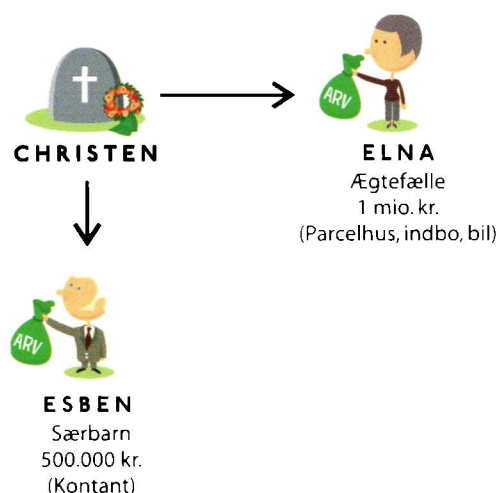 CHRISTEN
ARV
ELNA
Ægtefælle
1 mio. kr.
(Parcelhus, indbo, bil)
ARV
ESBEN
Særbarn
500.000 kr.
(Kontant)